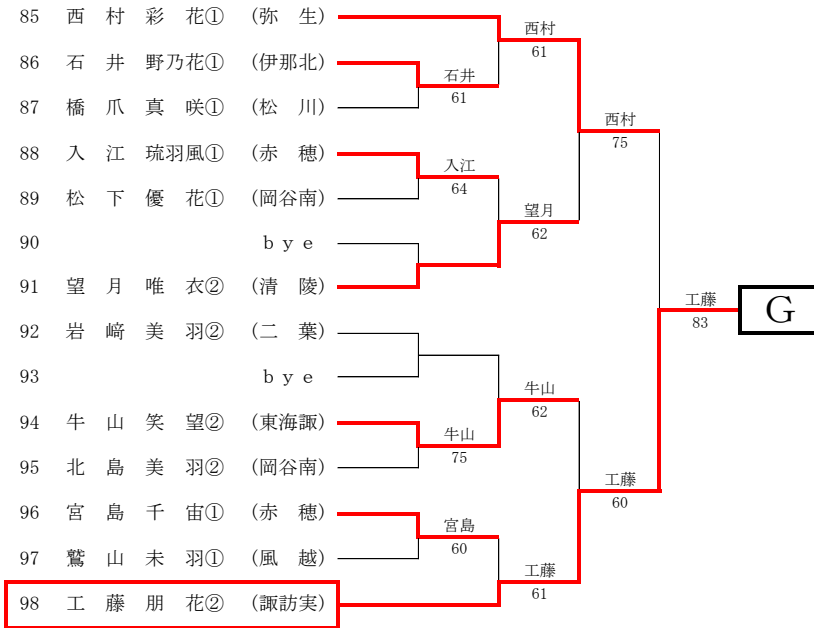 85 西 村 彩 花① (弥 生)
86 石 井 野乃花① (伊那北)
87 橋 爪 真 咲① (松 川)
88 入 江 琉羽風① (赤 穂)
89 松 下 優 花① (岡谷南)
90 ｂｙｅ
91 望 月 唯 衣② (清 陵)
92 岩 﨑 美 羽② (二 葉)
93 ｂｙｅ
94 牛 山 笑 望② (東海諏)
95 北 島 美 羽② (岡谷南)
96 宮 島 千 宙① (赤 穂)
97 鷲 山 未 羽① (風 越)
98 工 藤 朋 花② (諏訪実)
石井
61
入江
64
牛山
75
宮島
60
西村
61
望月
62
牛山
62
工藤
61
西村
75
工藤
60
工藤
83
G